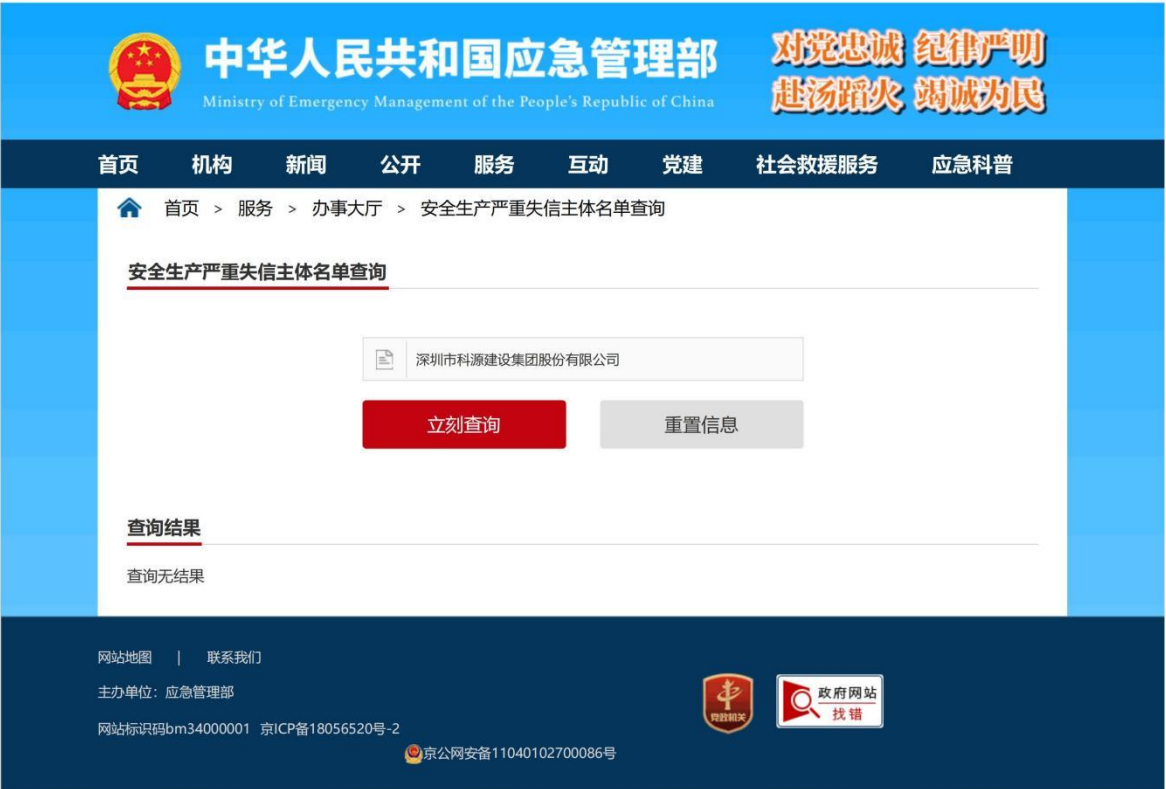 中华人民共和国应急管理部
Ministry of Emergency Management of the People's Republic of China
对党忠诚 纪律严明
赴汤蹈火 竭诚为民
首页 机构 新闻 公开 服务 互动 党建 社会救援服务 应急科普
首页 > 服务 > 办事大厅 > 安全生产严重失信主体名单查询
安全生产严重失信主体名单查询
深圳市科源建设集团股份有限公司
立刻查询 重置信息
查询结果
查询无结果
网站地图 | 联系我们
主办单位：应急管理部
网站标识码bm34000001 京ICP备18056520号-2
京公网安备11040102700086号
党政机关
政府网站
找错